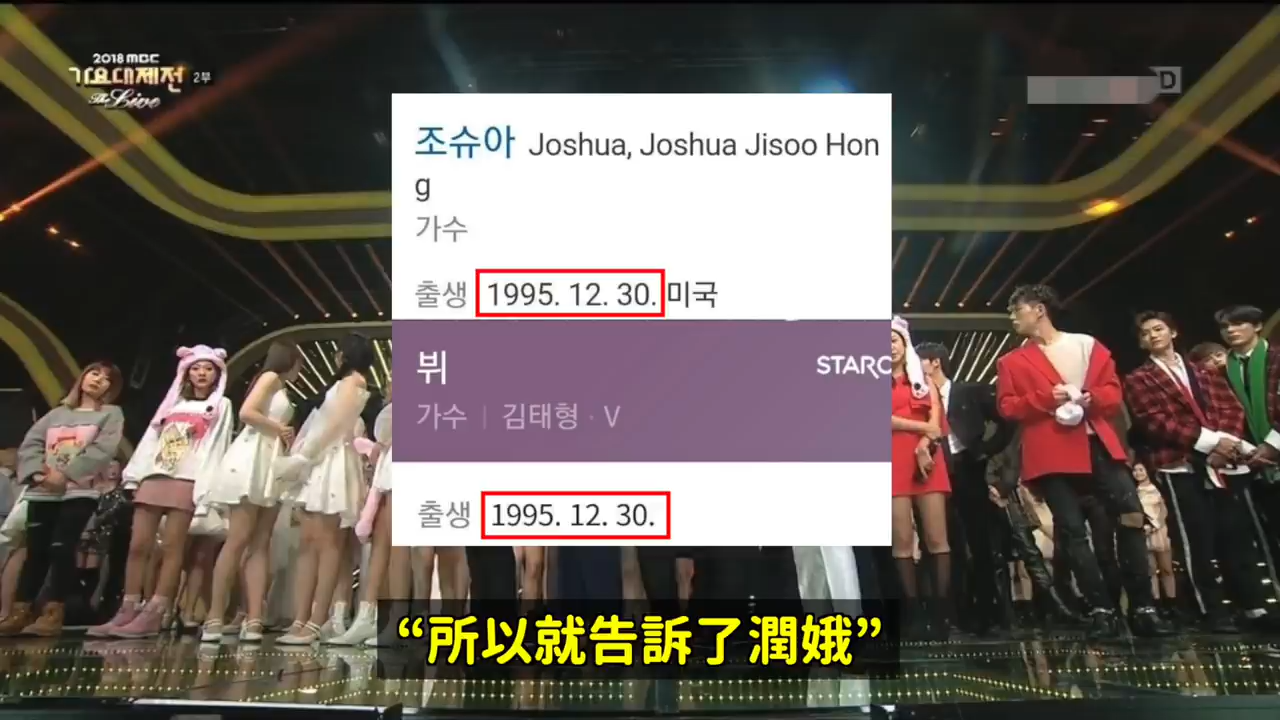 2018 MBC
가요대제전 2부
The Live
D
조슈아 Joshua, Joshua Jisoo Hon
g
가수
출생 1995. 12. 30. 미국
뷔
STARC
가수 | 김태형 · V
출생 1995. 12. 30.
“所以就告訴了潤娥”